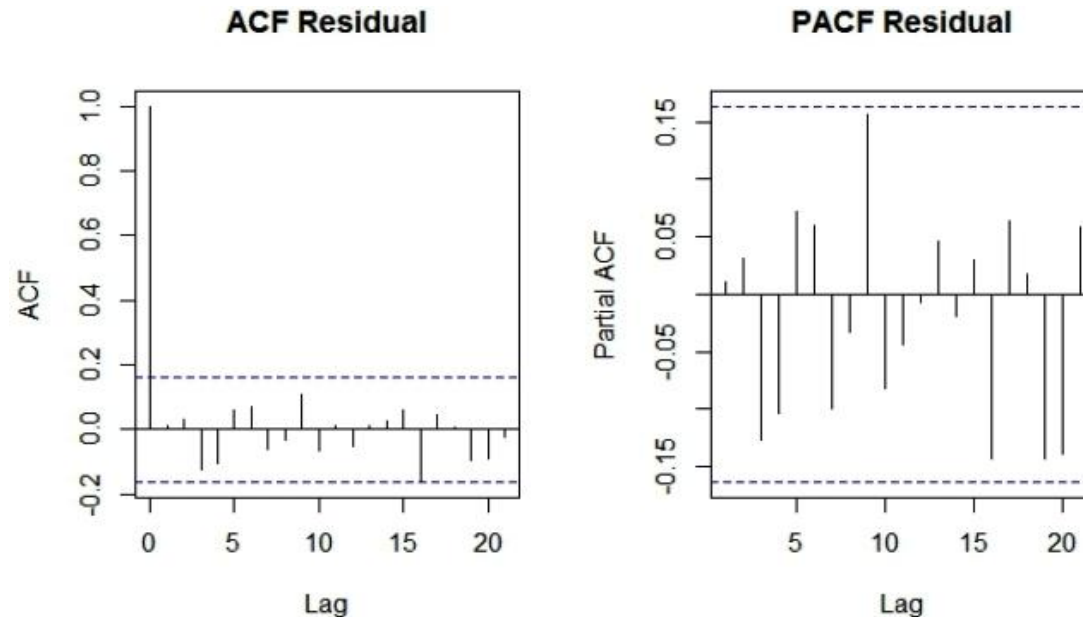 ACF Residual
ACF
1.0
0.8
0.6
0.4
0.2
0.0
-0.2
0 5 10 15 20
Lag
PACF Residual
Partial ACF
0.15
0.05
-0.05
-0.15
5 10 15 20
Lag